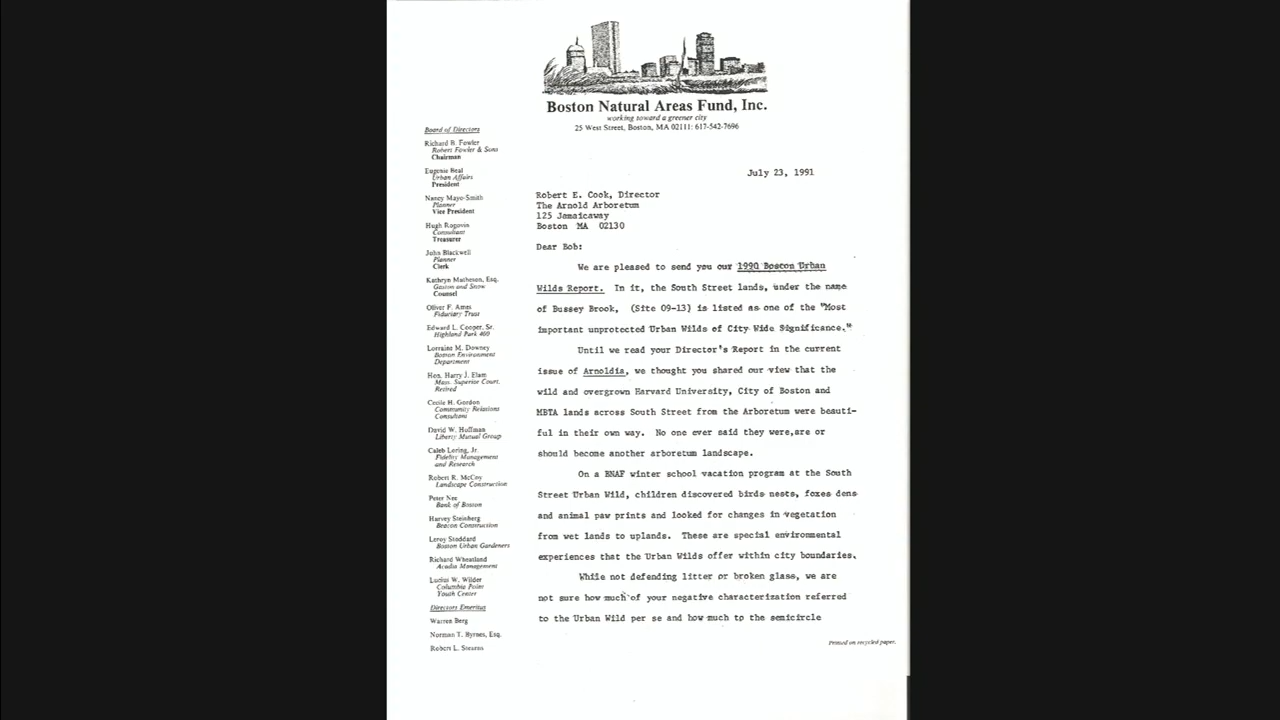 Boston Natural Areas Fund, Inc.
working toward a greener city
25 West Street, Boston, MA 02111: 617-542-7696
Board of Directors
Richard B. Fowler
Robert Fowler & Sons
Chairman
Eugenie Beal
Urban Affairs
President
Nancy Mayo-Smith
Planner
Vice President
Hugh Rogovin
Consultant
Treasurer
John Blackwell
Planner
Clerk
Kathryn Matheson, Esq.
Gaston and Snow
Counsel
Oliver F. Ames
Fiduciary Trust
Edward L. Cooper, Sr.
Highland Park 400
Lorraine M. Downey
Boston Environment
Department
Hon. Harry J. Elam
Mass. Superior Court,
Retired
Cecile H. Gordon
Community Relations
Consultant
David W. Huffman
Liberty Mutual Group
Caleb Loring, Jr.
Fidelity Management
and Research
Robert R. McCoy
Landscape Construction
Peter Nee
Bank of Boston
Harvey Steinberg
Beacon Construction
Leroy Stoddard
Boston Urban Gardeners
Richard Wheatland
Acadia Management
Lucius W. Wilder
Columbia Point
Youth Center
Directors Emeritus
Warren Berg
Norman T. Byrnes, Esq.
Robert L. Stearns
July 23, 1991
Robert E. Cook, Director
The Arnold Arboretum
125 Jamaicaway
Boston MA 02130
Dear Bob:
We are pleased to send you our 1990 Boston Urban
Wilds Report. In it, the South Street lands, under the name
of Bussey Brook, (Site 09-13) is listed as one of the "Most
important unprotected Urban Wilds of City Wide Significance."
Until we read your Director's Report in the current
issue of Arnoldia, we thought you shared our view that the
wild and overgrown Harvard University, City of Boston and
MBTA lands across South Street from the Arboretum were beauti-
ful in their own way. No one ever said they were, are or
should become another arboretum landscape.
On a BNAF winter school vacation program at the South
Street Urban Wild, children discovered birds nests, foxes dens
and animal paw prints and looked for changes in vegetation
from wet lands to uplands. These are special environmental
experiences that the Urban Wilds offer within city boundaries.
While not defending litter or broken glass, we are
not sure how much of your negative characterization referred
to the Urban Wild per se and how much to the semicircle
Printed on recycled paper.